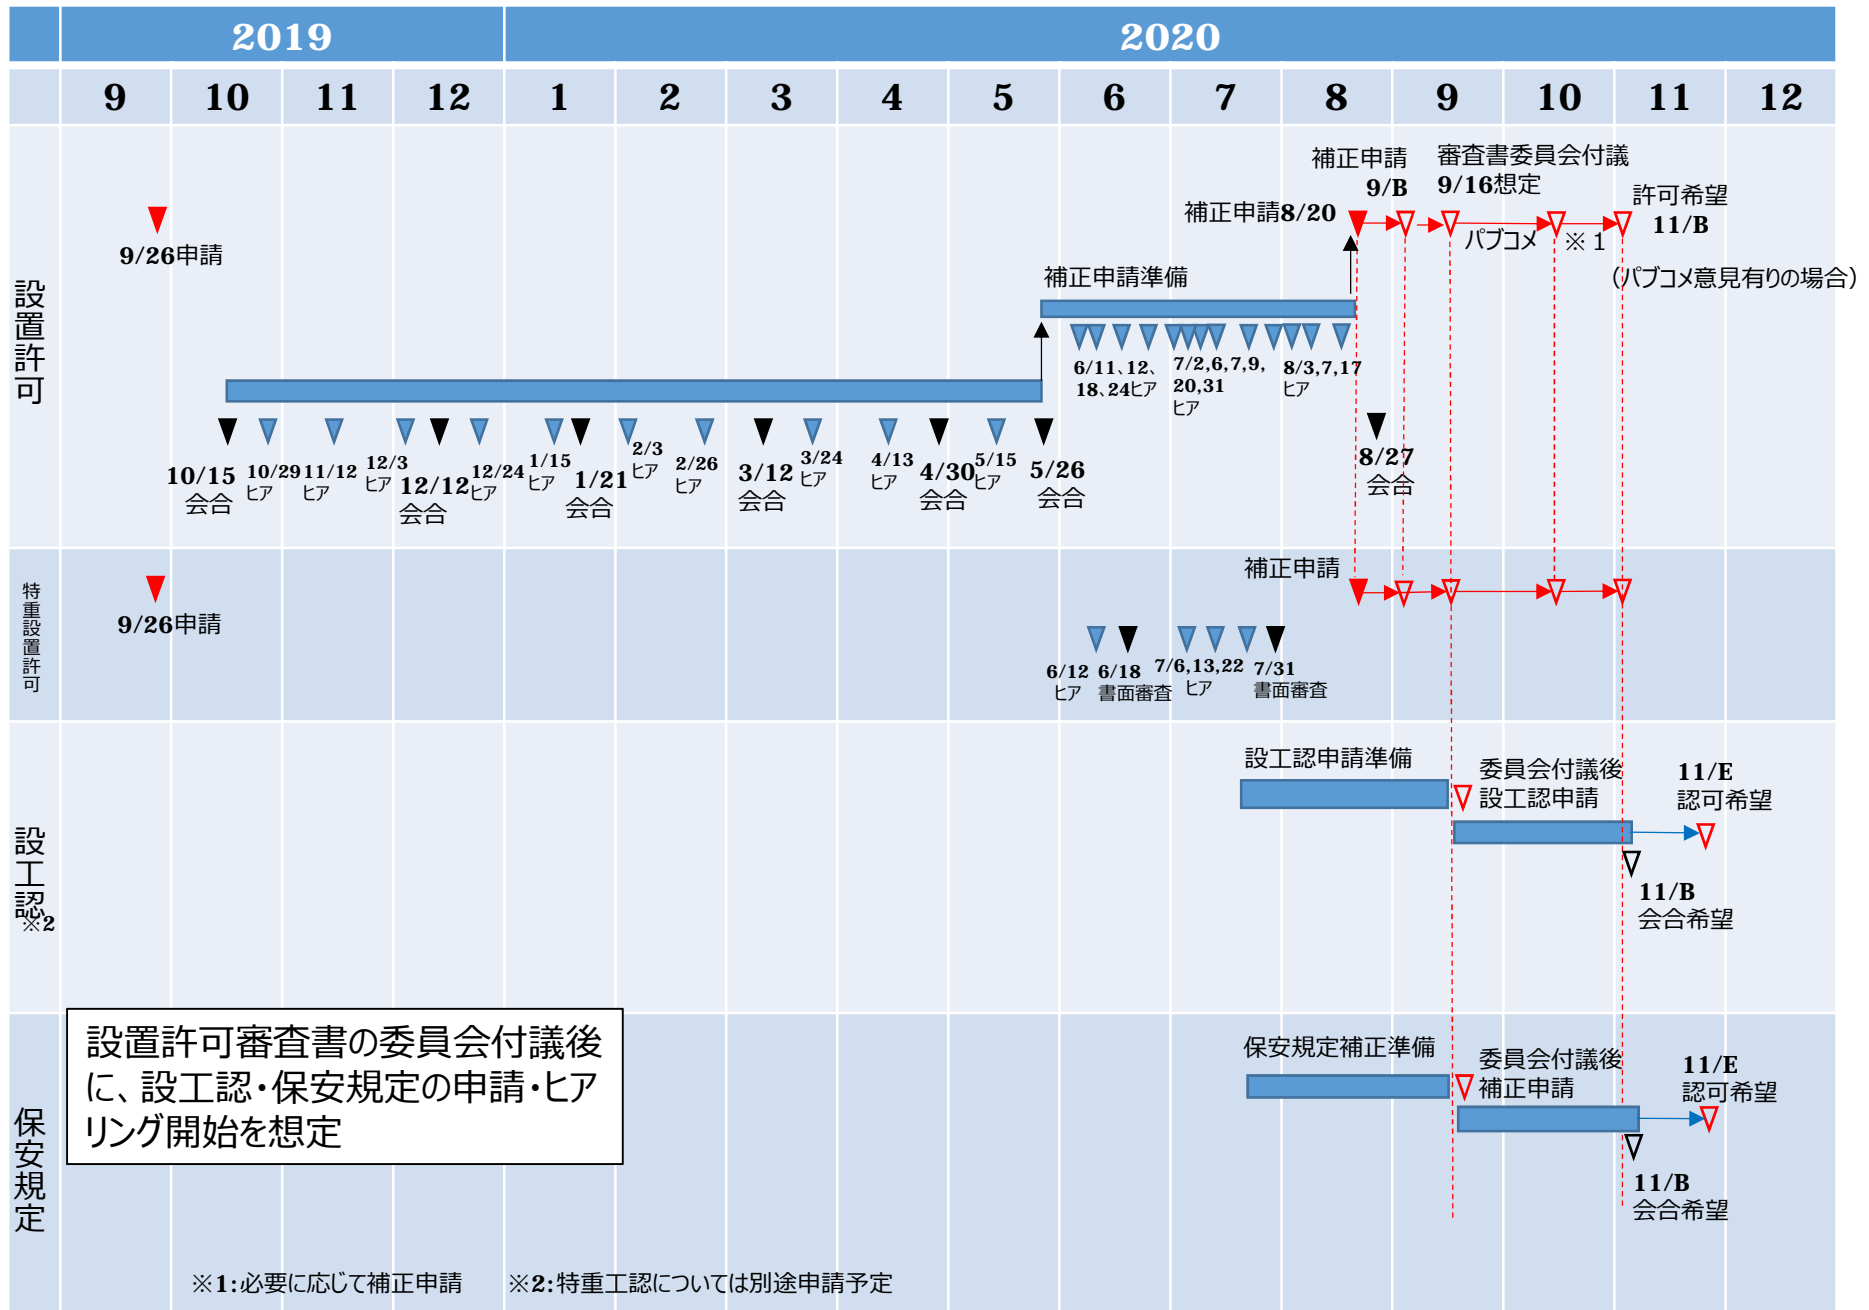 2019
2020
9
10
11
12
1
2
3
4
5
6
7
8
9
10
11
12
設置許可
9/26申請
補正申請準備
補正申請8/20
補正申請
9/B
審査書委員会付議
9/16想定
パブコメ
※1
許可希望
11/B
(パブコメ意見有りの場合)
6/11、12、
18、24ヒア
7/2,6,7,9,
20,31
ヒア
8/3,7,17
ヒア
10/15
会合
10/29
ヒア
11/12
ヒア
12/3
ヒア
12/12
会合
12/24
ヒア
1/15
ヒア
1/21
会合
2/3
ヒア
2/26
ヒア
3/12
会合
3/24
ヒア
4/13
ヒア
4/30
会合
5/15
ヒア
5/26
会合
8/27
会合
特重設置許可
9/26申請
補正申請
6/12
ヒア
6/18
書面審査
7/6,13,22
ヒア
7/31
書面審査
設工認
※2
設工認申請準備
委員会付議後
設工認申請
11/E
認可希望
11/B
会合希望
保安規定
設置許可審査書の委員会付議後
に、設工認・保安規定の申請・ヒア
リング開始を想定
保安規定補正準備
委員会付議後
補正申請
11/E
認可希望
11/B
会合希望
※1:必要に応じて補正申請
※2:特重工認については別途申請予定